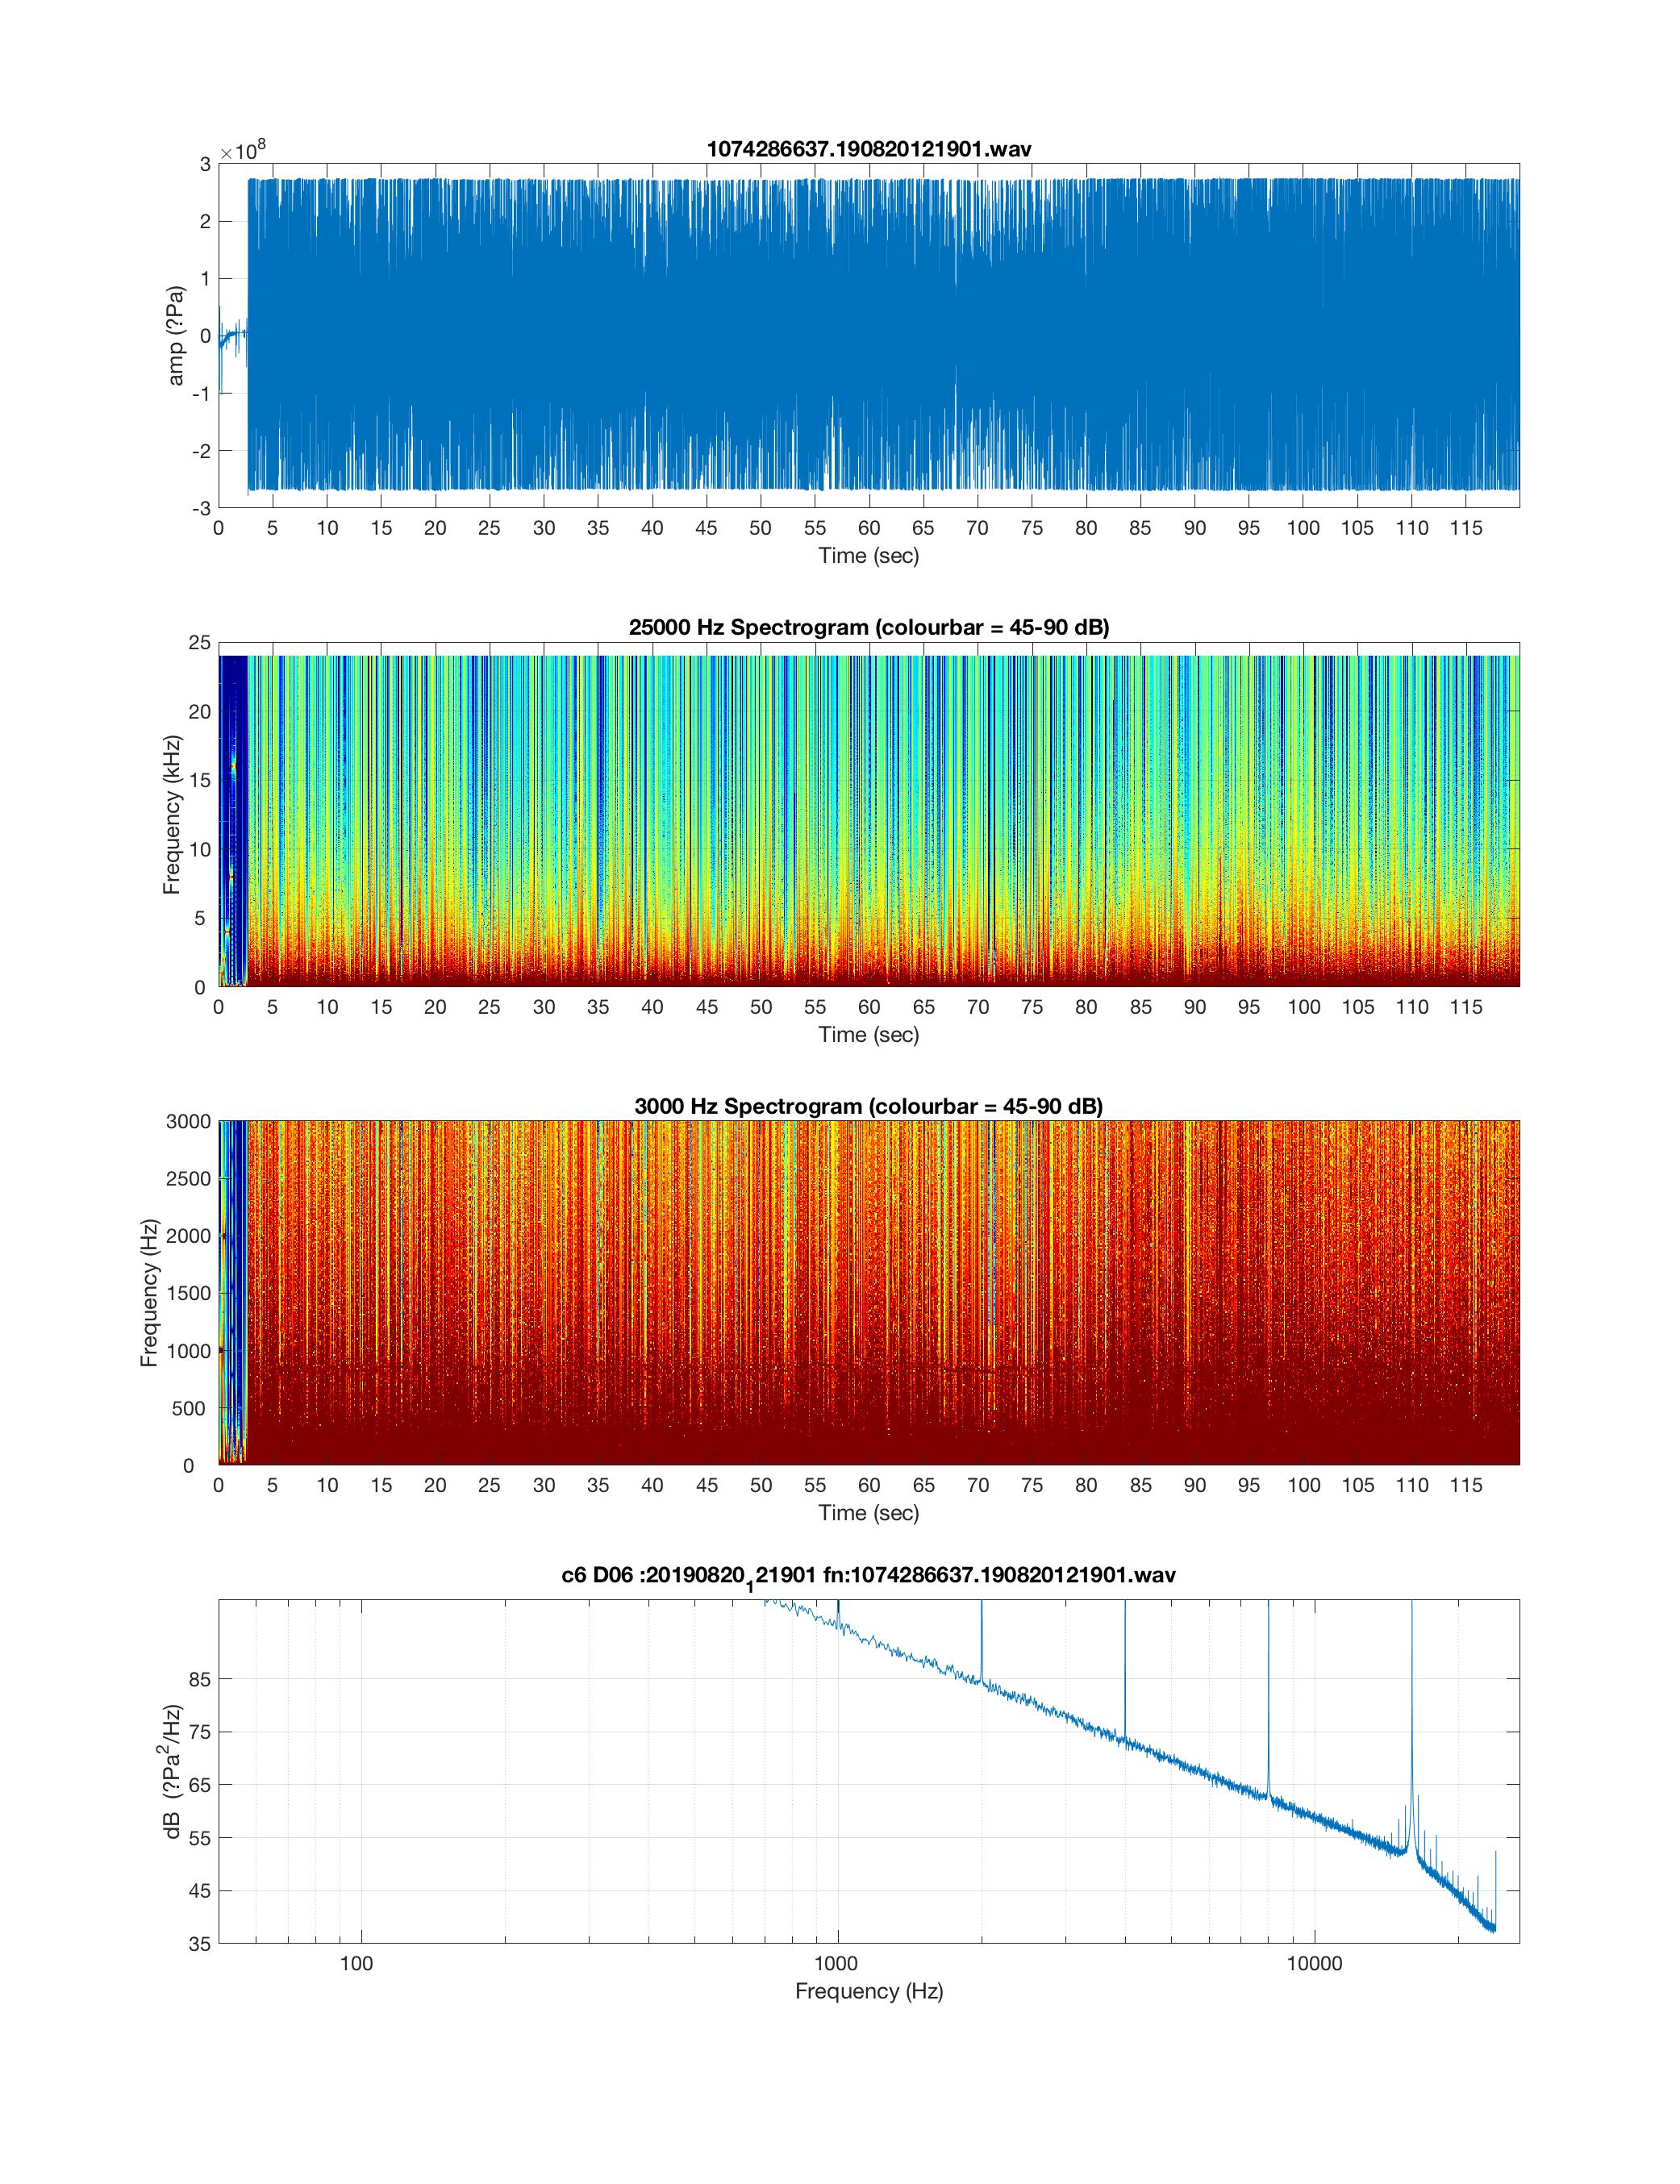 1074286637.190820121901.wav
×10⁸
3
2
1
0
-1
-2
-3
amp (?Pa)
0 5 10 15 20 25 30 35 40 45 50 55 60 65 70 75 80 85 90 95 100 105 110 115
Time (sec)
25000 Hz Spectrogram (colourbar = 45-90 dB)
25
20
15
10
5
0
Frequency (kHz)
0 5 10 15 20 25 30 35 40 45 50 55 60 65 70 75 80 85 90 95 100 105 110 115
Time (sec)
3000 Hz Spectrogram (colourbar = 45-90 dB)
3000
2500
2000
1500
1000
500
0
Frequency (Hz)
0 5 10 15 20 25 30 35 40 45 50 55 60 65 70 75 80 85 90 95 100 105 110 115
Time (sec)
c6 D06 :20190820₁21901 fn:1074286637.190820121901.wav
85
75
65
55
45
35
dB (?Pa²/Hz)
100 1000 10000
Frequency (Hz)